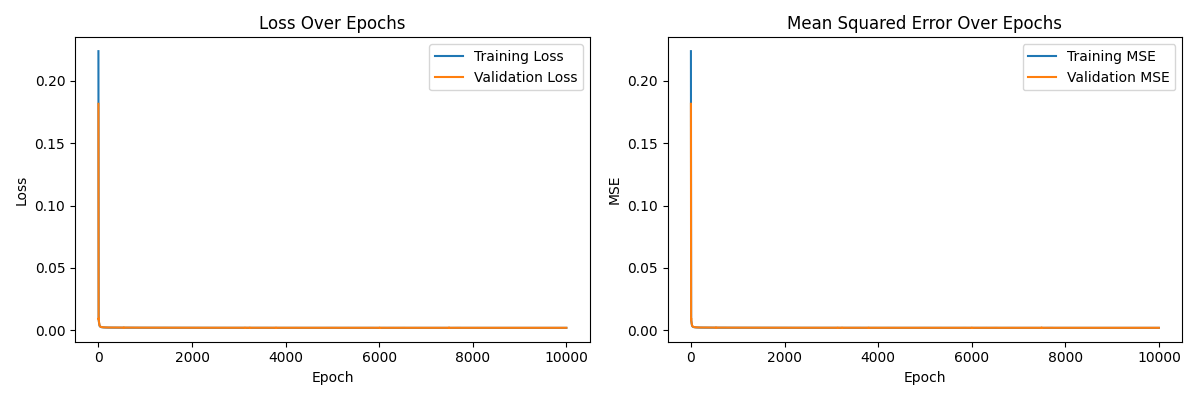 Loss Over Epochs
Training Loss
Validation Loss
0.20
0.15
0.10
0.05
0.00
Loss
0 2000 4000 6000 8000 10000
Epoch
Mean Squared Error Over Epochs
Training MSE
Validation MSE
0.20
0.15
0.10
0.05
0.00
MSE
0 2000 4000 6000 8000 10000
Epoch